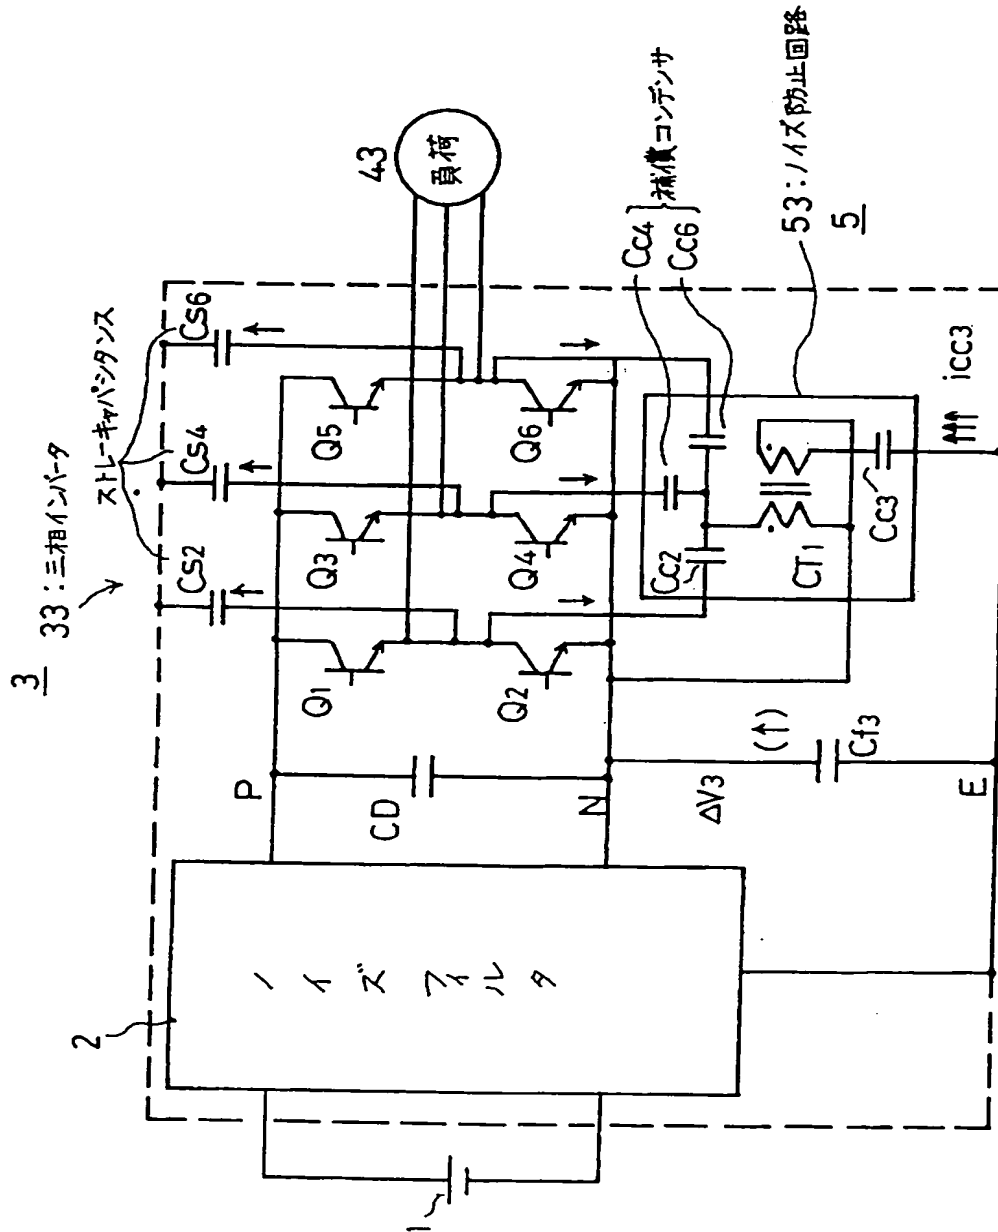 3
33：三相インバータ
ストレーキャパシタンス
Cs2
Cs4
Cs6
43
負荷
P
CD
N
Q1
Q3
Q5
Q2
Q4
Q6
Cc4
Cc6
補償コンデンサ
53：ノイズ防止回路
5
Cc2
CT1
Cc3
icc3
ΔV3
(↑)
Cf3
E
2
ノイズフィルタ
1